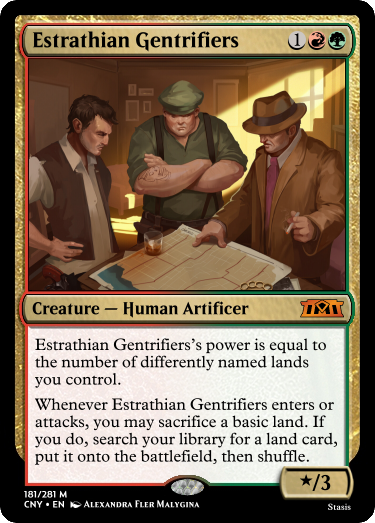 Estrathian Gentrifiers 1
Creature — Human Artificer
Estrathian Gentrifiers's power is equal to
the number of differently named lands
you control.
Whenever Estrathian Gentrifiers enters or
attacks, you may sacrifice a basic land. If
you do, search your library for a land card,
put it onto the battlefield, then shuffle.
★/3
181/281 M
CNY • EN Alexandra Fler Malygina
Stasis